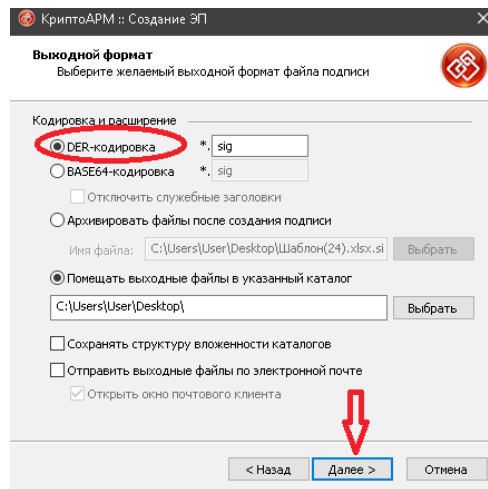 КриптоАРМ :: Создание ЭП
Выходной формат
Выберите желаемый выходной формат файла подписи
Кодировка и расширение
DER-кодировка *. sig
BASE64-кодировка *. sig
Отключить служебные заголовки
Архивировать файлы после создания подписи
Имя файла: C:\Users\User\Desktop\Шаблон(24).xlsx.si Выбрать
Помещать выходные файлы в указанный каталог
C:\Users\User\Desktop\ Выбрать
Сохранять структуру вложенности каталогов
Отправить выходные файлы по электронной почте
Открыть окно почтового клиента
< Назад Далее > Отмена